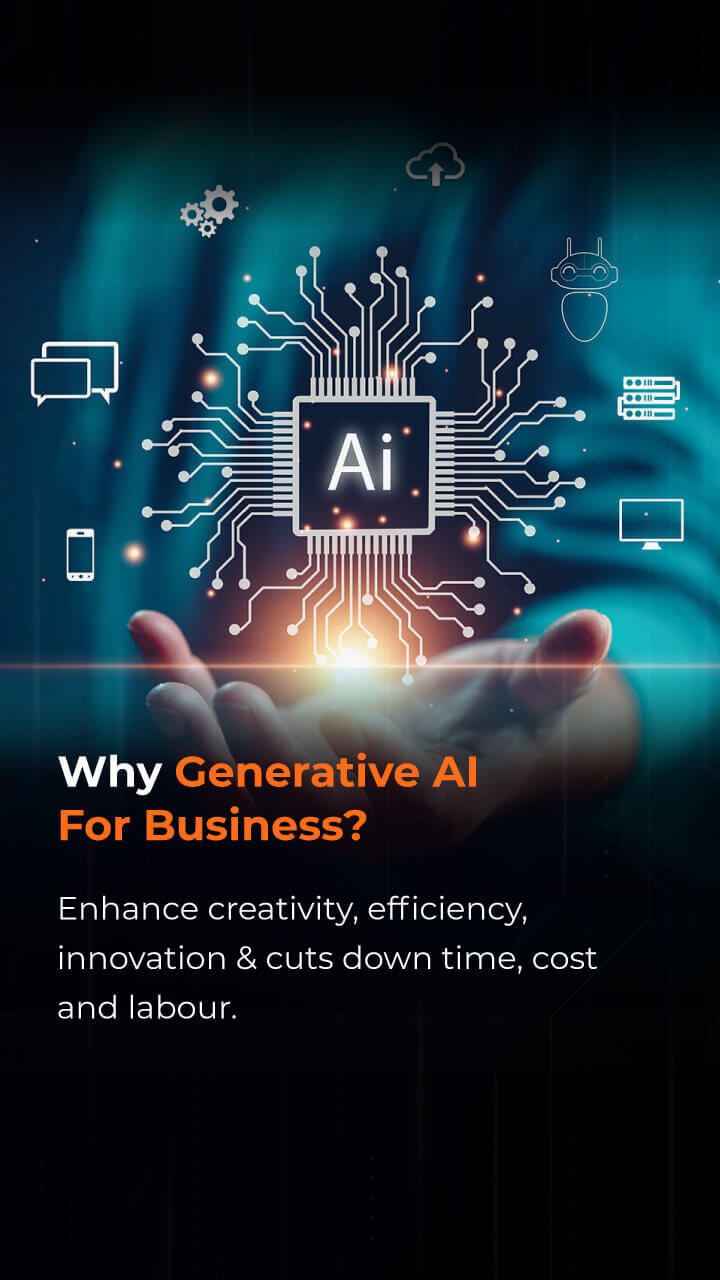 Ai
Why Generative AI
For Business?
Enhance creativity, efficiency,
innovation & cuts down time, cost
and labour.